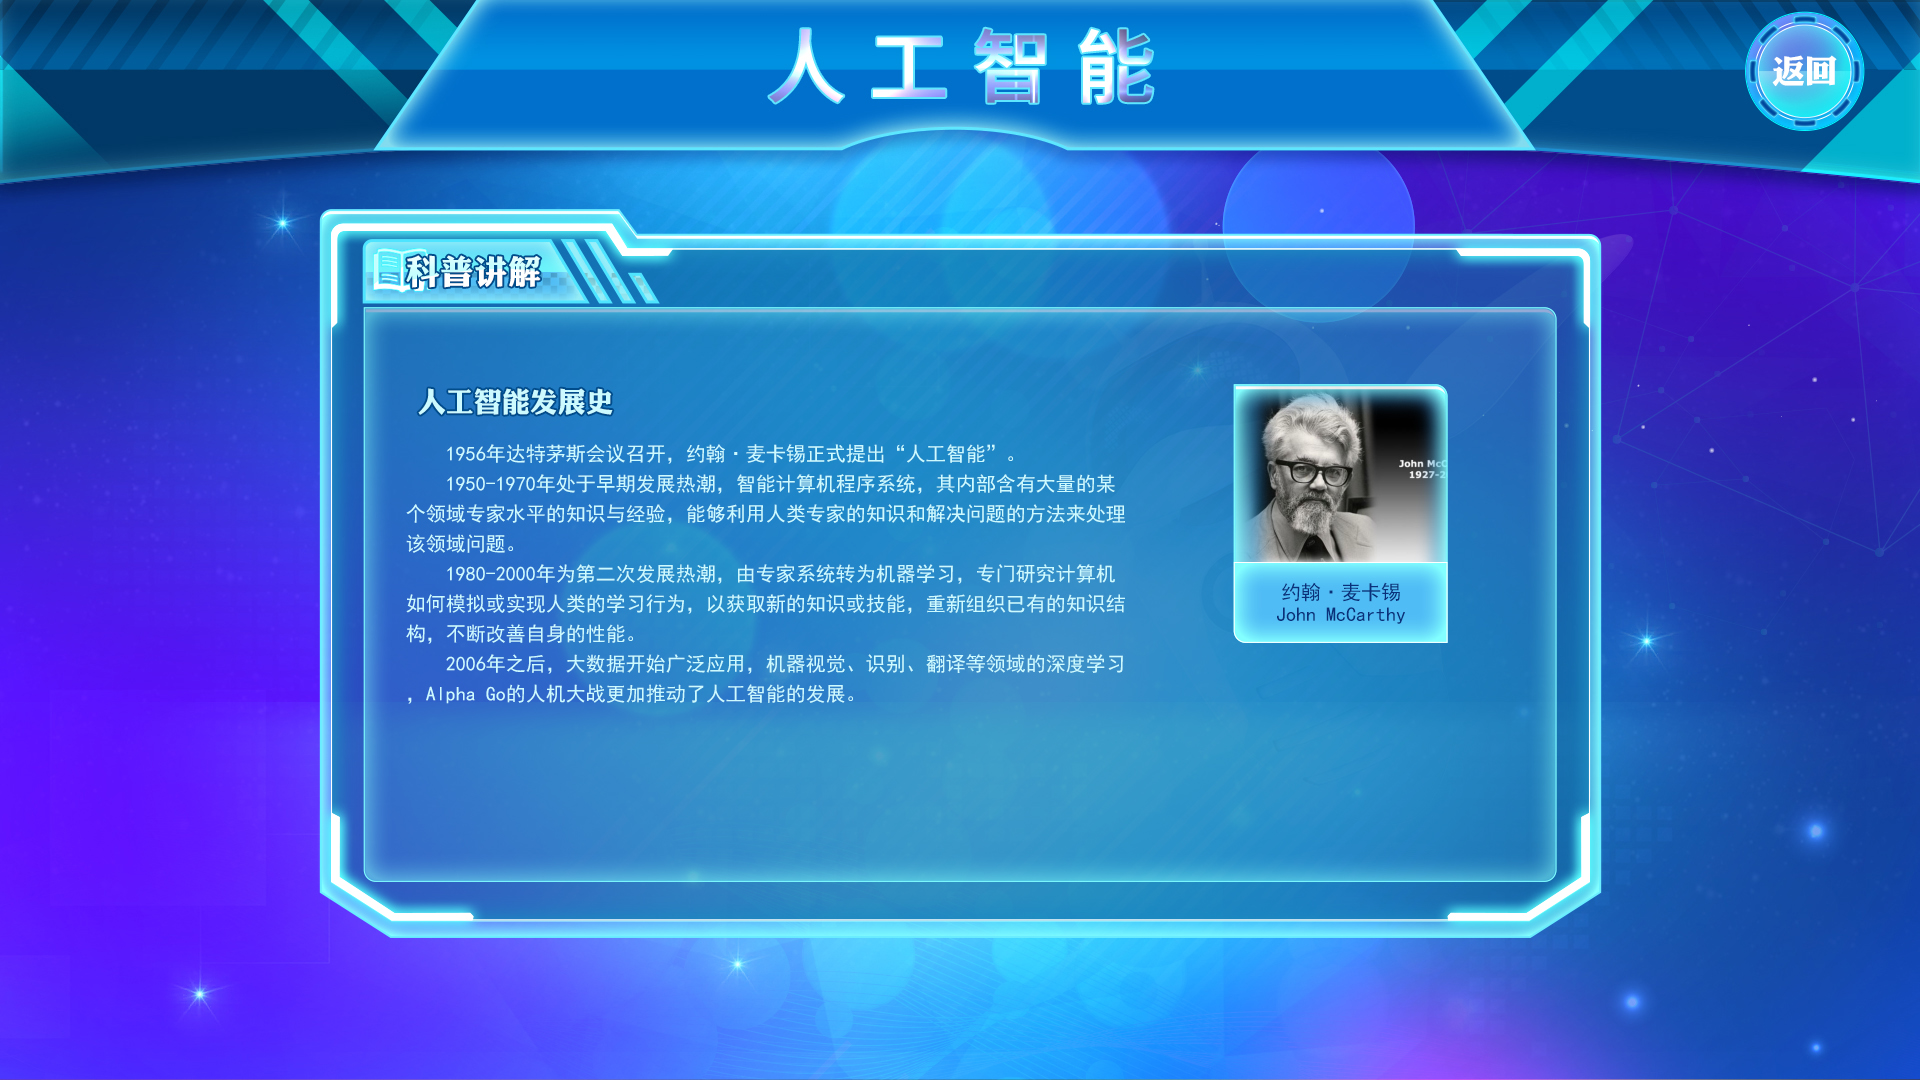 人工智能
返回
科普讲解
人工智能发展史
1956年达特茅斯会议召开，约翰·麦卡锡正式提出“人工智能”。
1950-1970年处于早期发展热潮，智能计算机程序系统，其内部含有大量的某
个领域专家水平的知识与经验，能够利用人类专家的知识和解决问题的方法来处理
该领域问题。
1980-2000年为第二次发展热潮，由专家系统转为机器学习，专门研究计算机
如何模拟或实现人类的学习行为，以获取新的知识或技能，重新组织已有的知识结
构，不断改善自身的性能。
2006年之后，大数据开始广泛应用，机器视觉、识别、翻译等领域的深度学习
，Alpha Go的人机大战更加推动了人工智能的发展。
John McC
1927-2
约翰·麦卡锡
John McCarthy